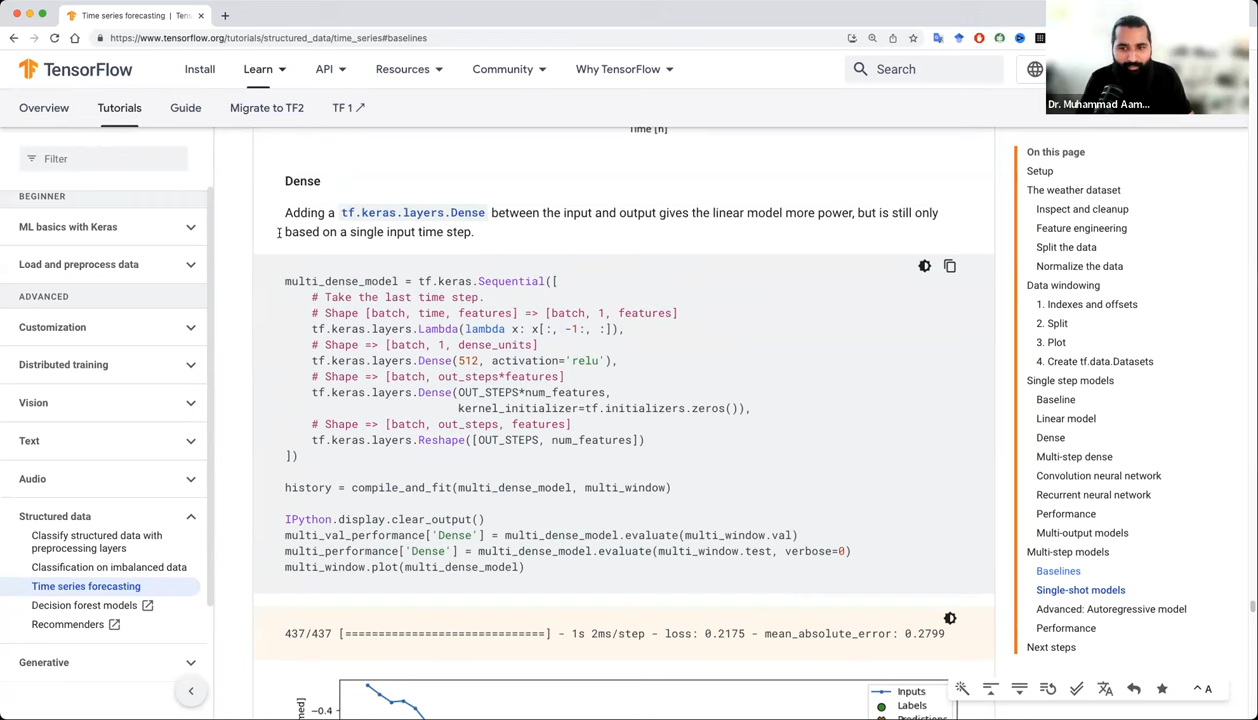 Time series forecasting | Tens
https://www.tensorflow.org/tutorials/structured_data/time_series#baselines
TensorFlow
Install
Learn
API
Resources
Community
Why TensorFlow
Search
Dr. Muhammad Aam...
Overview
Tutorials
Guide
Migrate to TF2
TF 1
Filter
BEGINNER
ML basics with Keras
Load and preprocess data
ADVANCED
Customization
Distributed training
Vision
Text
Audio
Structured data
Classify structured data with
preprocessing layers
Classification on imbalanced data
Time series forecasting
Decision forest models
Recommenders
Generative
Time [h]
Dense
Adding a tf.keras.layers.Dense between the input and output gives the linear model more power, but is still only
based on a single input time step.
multi_dense_model = tf.keras.Sequential([
# Take the last time step.
# Shape [batch, time, features] => [batch, 1, features]
tf.keras.layers.Lambda(lambda x: x[:, -1:, :]),
# Shape => [batch, 1, dense_units]
tf.keras.layers.Dense(512, activation='relu'),
# Shape => [batch, out_steps*features]
tf.keras.layers.Dense(OUT_STEPS*num_features,
kernel_initializer=tf.initializers.zeros()),
# Shape => [batch, out_steps, features]
tf.keras.layers.Reshape([OUT_STEPS, num_features])
])
history = compile_and_fit(multi_dense_model, multi_window)
IPython.display.clear_output()
multi_val_performance['Dense'] = multi_dense_model.evaluate(multi_window.val)
multi_performance['Dense'] = multi_dense_model.evaluate(multi_window.test, verbose=0)
multi_window.plot(multi_dense_model)
437/437 [==============================] - 1s 2ms/step - loss: 0.2175 - mean_absolute_error: 0.2799
-0.4
Inputs
Labels
Predictions
On this page
Setup
The weather dataset
Inspect and cleanup
Feature engineering
Split the data
Normalize the data
Data windowing
1. Indexes and offsets
2. Split
3. Plot
4. Create tf.data.Datasets
Single step models
Baseline
Linear model
Dense
Multi-step dense
Convolution neural network
Recurrent neural network
Performance
Multi-output models
Multi-step models
Baselines
Single-shot models
Advanced: Autoregressive model
Performance
Next steps
A